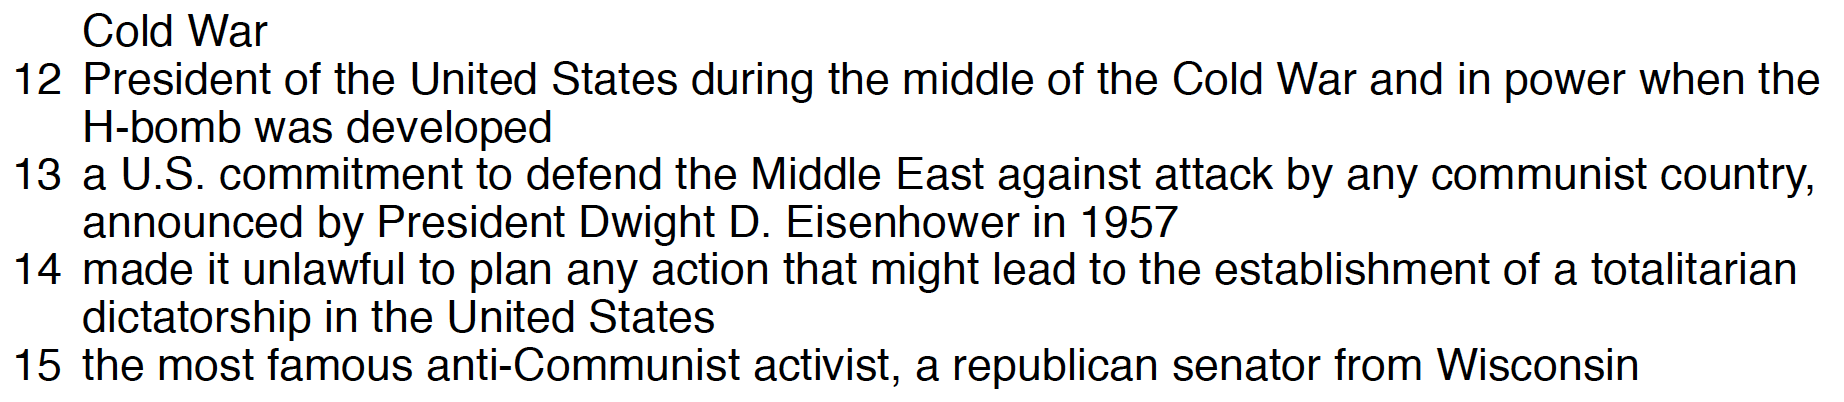 Cold War
12 President of the United States during the middle of the Cold War and in power when the
H-bomb was developed
13 a U.S. commitment to defend the Middle East against attack by any communist country,
announced by President Dwight D. Eisenhower in 1957
14 made it unlawful to plan any action that might lead to the establishment of a totalitarian
dictatorship in the United States
15 the most famous anti-Communist activist, a republican senator from Wisconsin